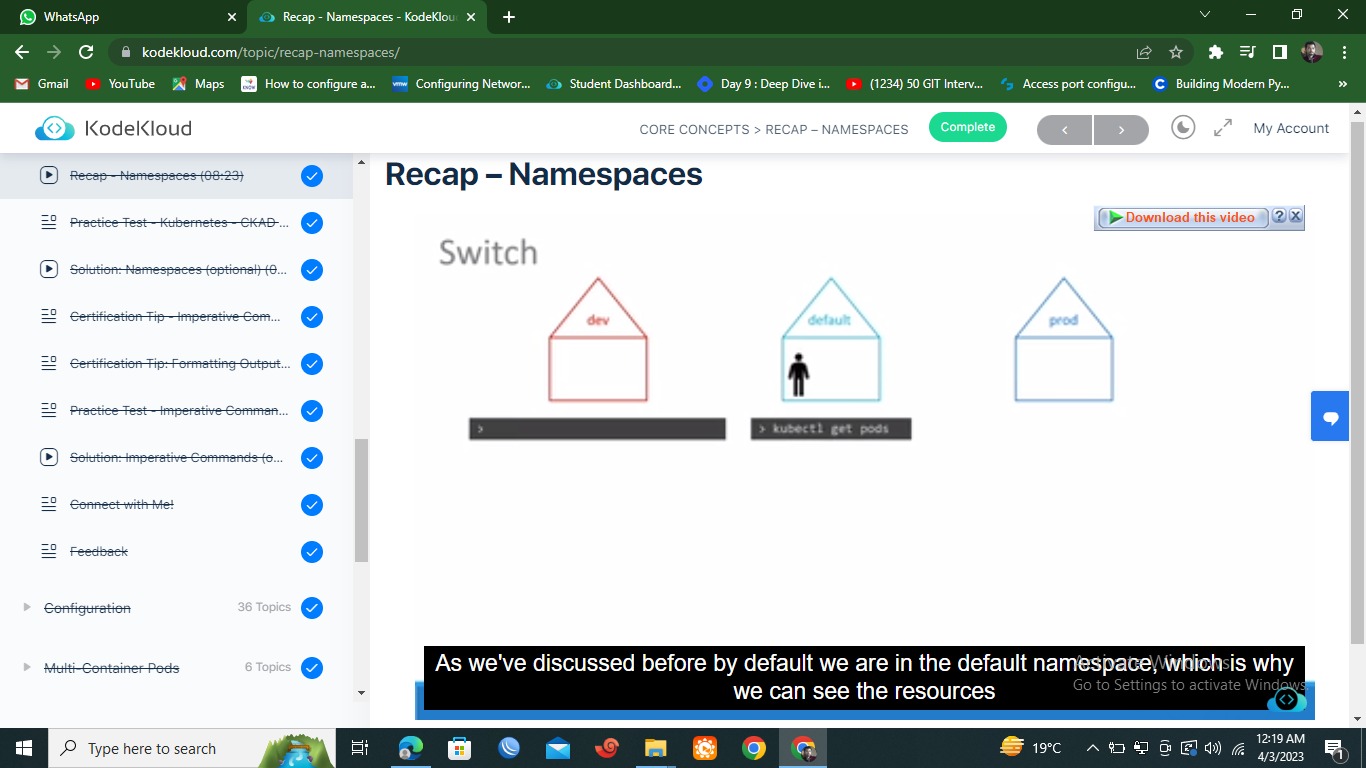 WhatsApp
Recap - Namespaces - KodeKlou
kodekloud.com/topic/recap-namespaces/
Gmail
YouTube
Maps
How to configure a...
Configuring Networ...
Student Dashboard...
Day 9 : Deep Dive i...
(1234) 50 GIT Interv...
Access port configu...
Building Modern Py...
»
KodeKloud
CORE CONCEPTS > RECAP – NAMESPACES
Complete
My Account
Recap - Namespaces (08:23)
Practice Test - Kubernetes - CKAD ...
Solution: Namespaces (optional) (0...
Certification Tip - Imperative Com...
Certification Tip: Formatting Output...
Practice Test - Imperative Comman...
Solution: Imperative Commands (o...
Connect with Me!
Feedback
Configuration
36 Topics
Multi-Container Pods
6 Topics
Recap – Namespaces
Download this video
? X
Switch
dev
default
prod
>
> kubectl get pods
As we've discussed before by default we are in the default namespace, which is why
we can see the resources
Activate Windows
Go to Settings to activate Windows.
Type here to search
19°C
12:19 AM
4/3/2023
1